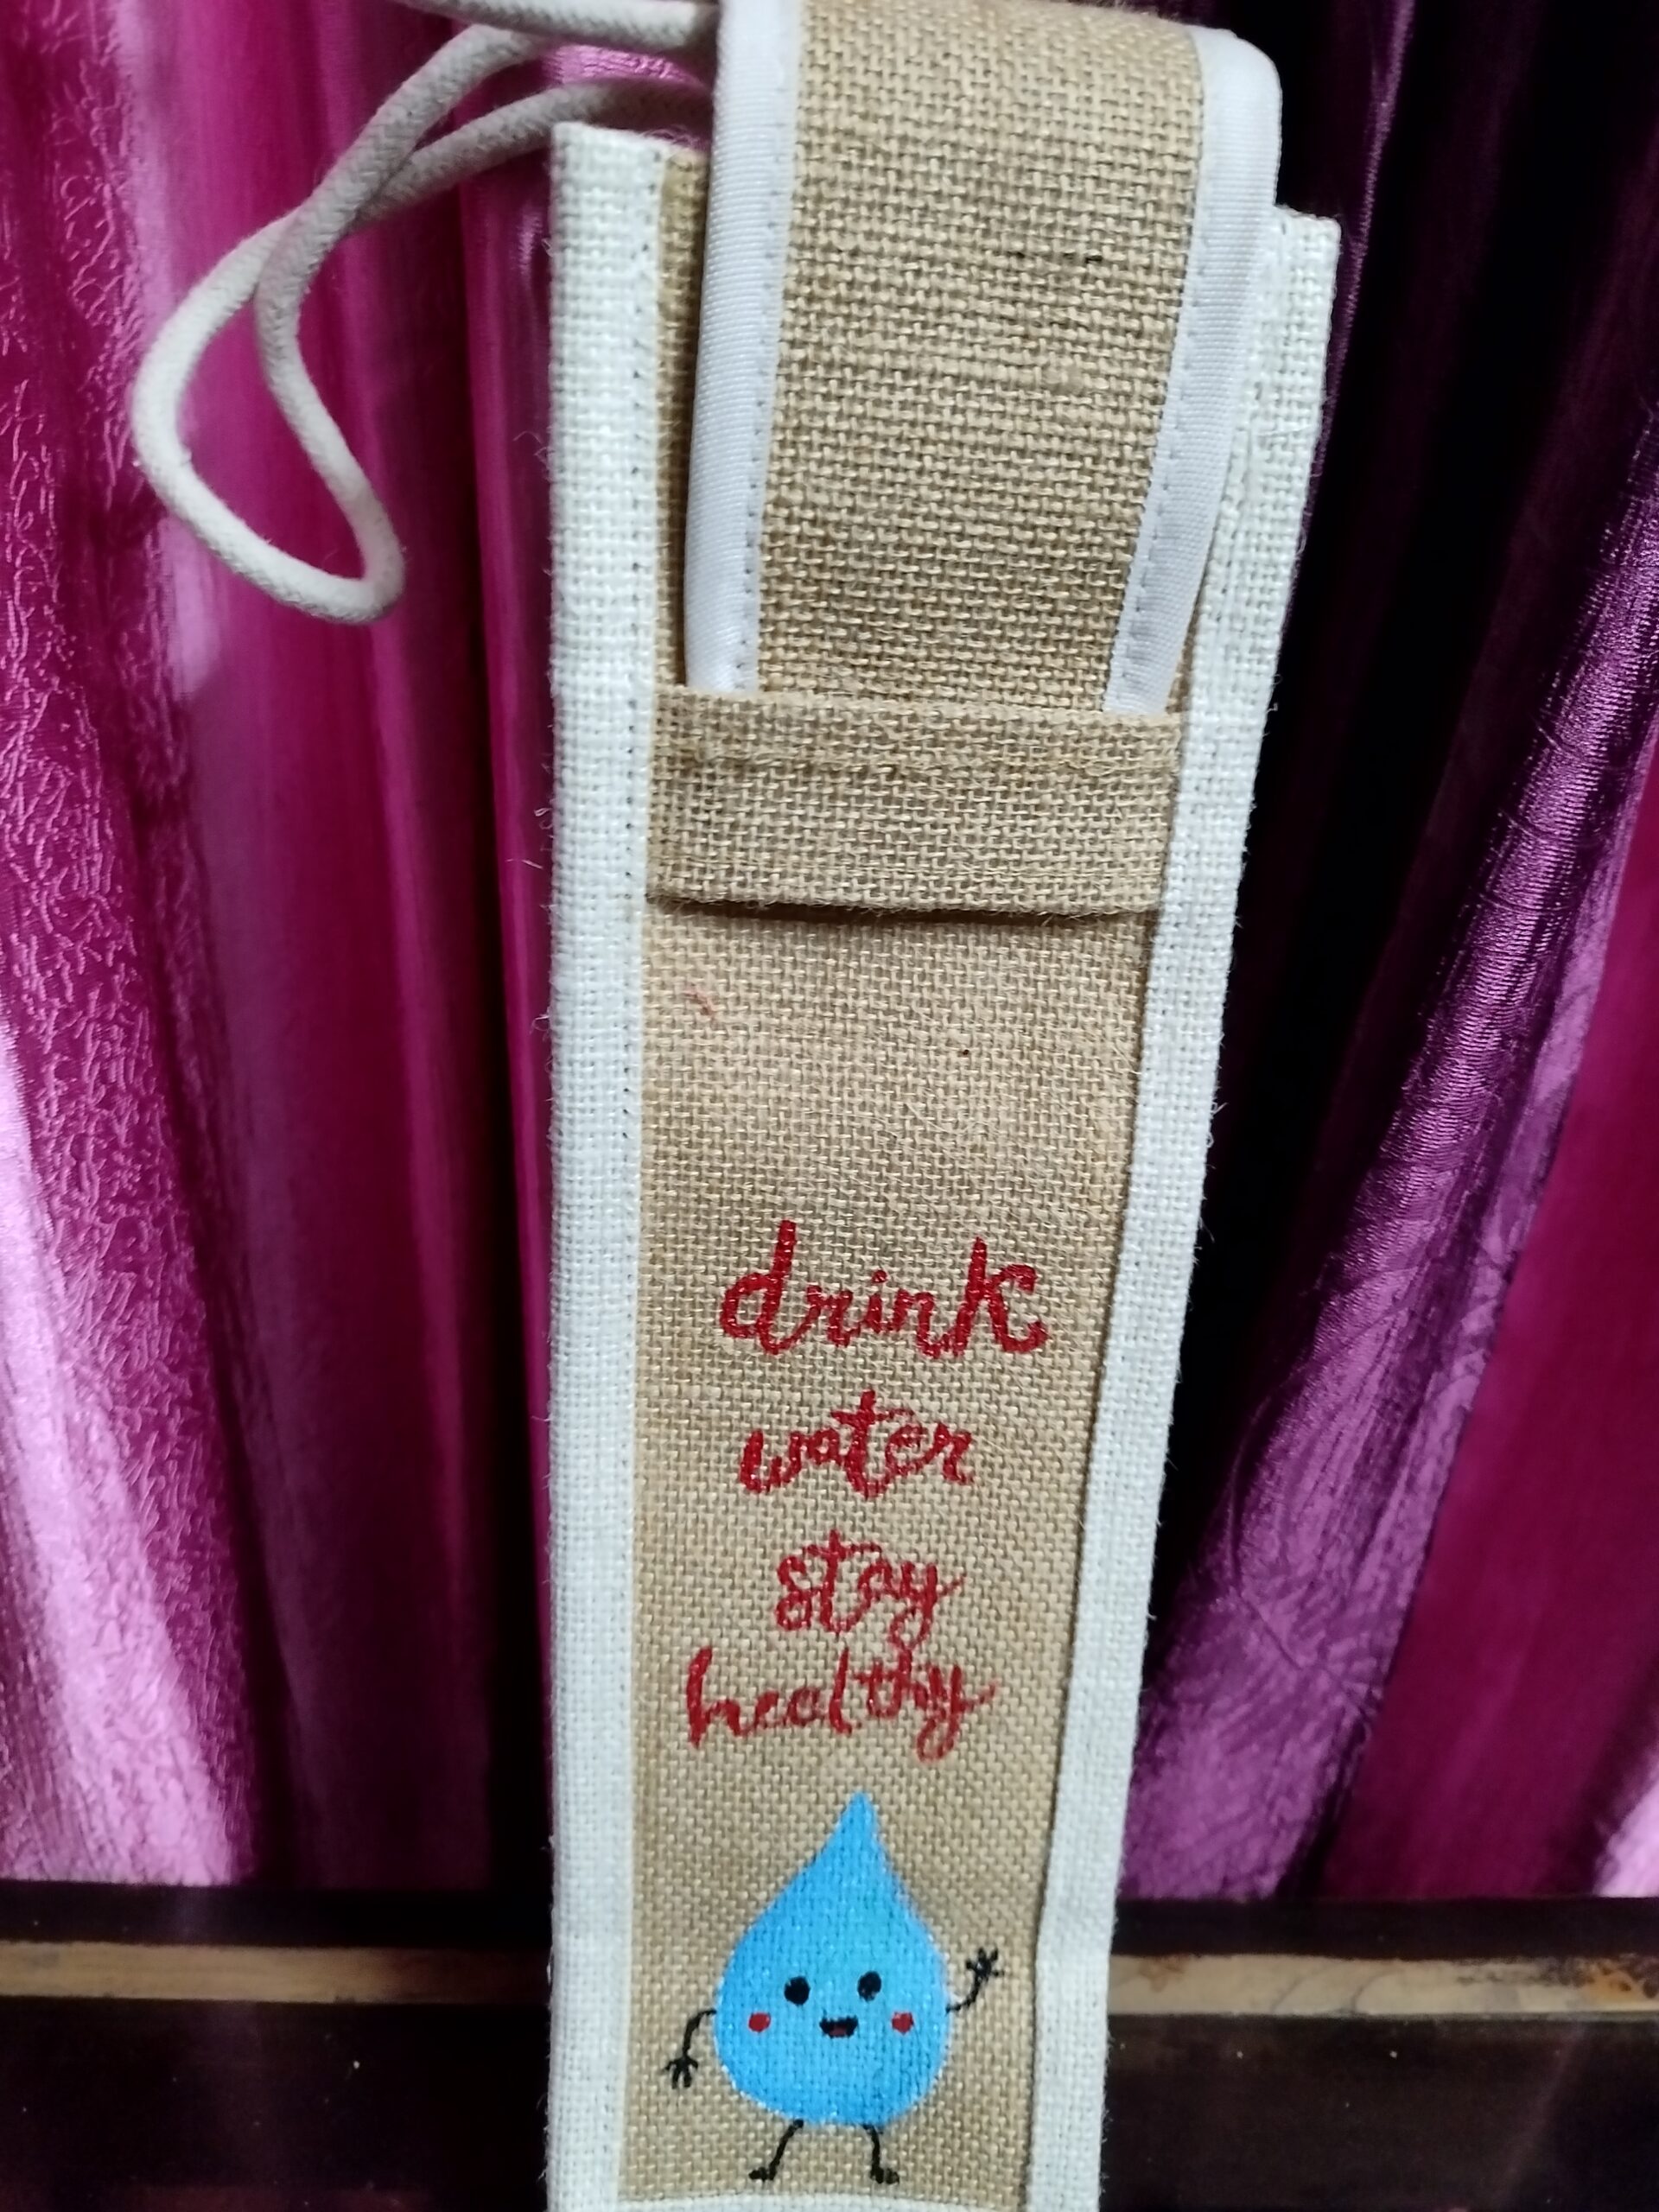 drink
water
stay
healthy